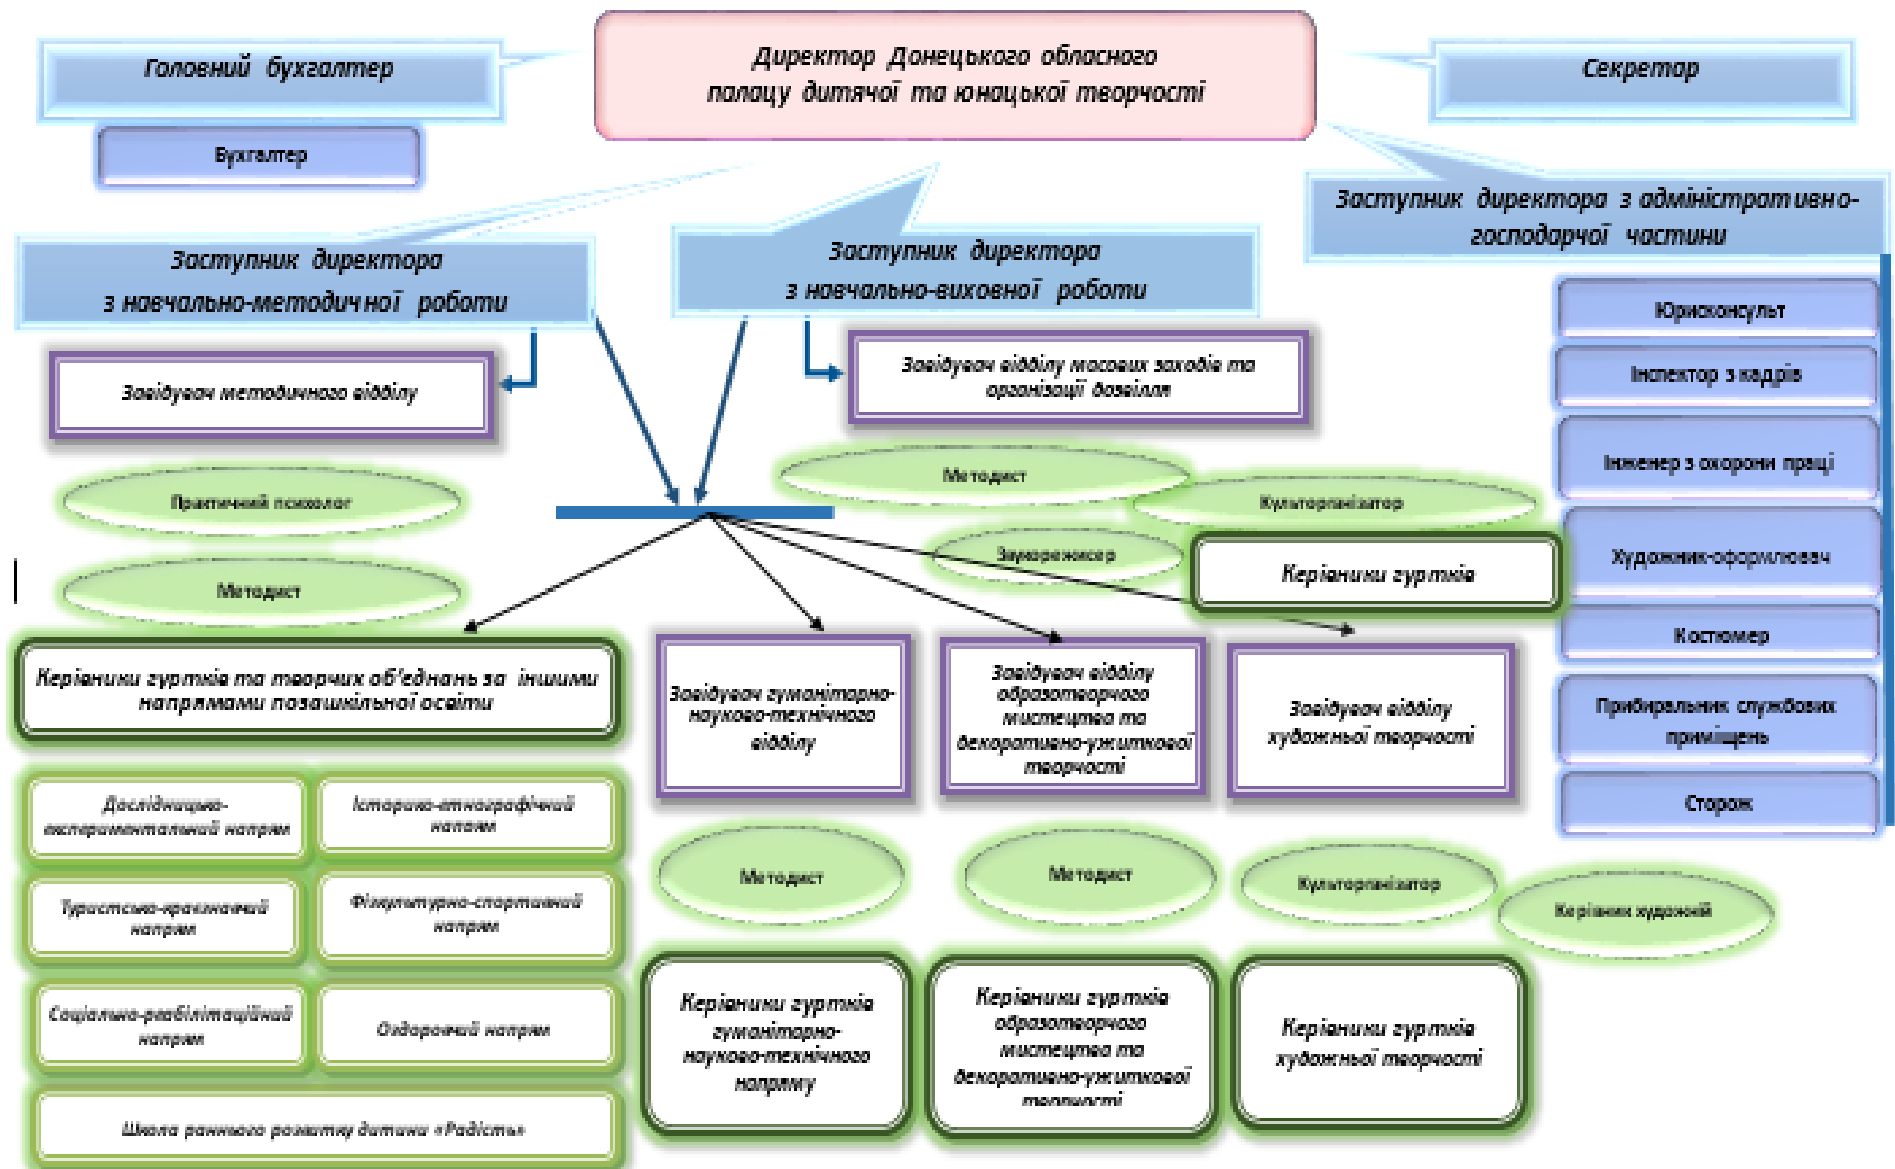 Директор Донецького обласного
палацу дитячої та юнацької творчості
Головний бухгалтер
Бухгалтер
Секретар
Заступник директора
з навчально-методичної роботи
Заступник директора
з навчально-виховної роботи
Заступник директора з адміністративно-
господарчої частини
Завідувач методичного відділу
Завідувач відділу масових заходів та
організації дозвілля
Юрисконсульт
Інспектор з кадрів
Інженер з охорони праці
Художник-оформлювач
Костюмер
Прибиральник службових
приміщень
Сторож
Практичний психолог
Методист
Методист
Культорганізатор
Звукорежисер
Керівники гуртків
Керівники гуртків та творчих об'єднань за іншими
напрямами позашкільної освіти
Завідувач гуманітарно-
науково-технічного
відділу
Завідувач відділу
образотворчого
мистецтва та
декоративно-ужиткової
творчості
Завідувач відділу
художньої творчості
Дослідницько-
експериментальний напрям
Історико-етнографічний
напрям
Туристсько-краєзнавчий
напрям
Фізкультурно-спортивний
напрям
Соціально-реабілітаційний
напрям
Оздоровчий напрям
Школа раннього розвитку дитини «Радість»
Методист
Методист
Культорганізатор
Керівник художній
Керівники гуртків
гуманітарно-
науково-технічного
напряму
Керівники гуртків
образотворчого
мистецтва та
декоративно-ужиткової
творчості
Керівники гуртків
художньої творчості